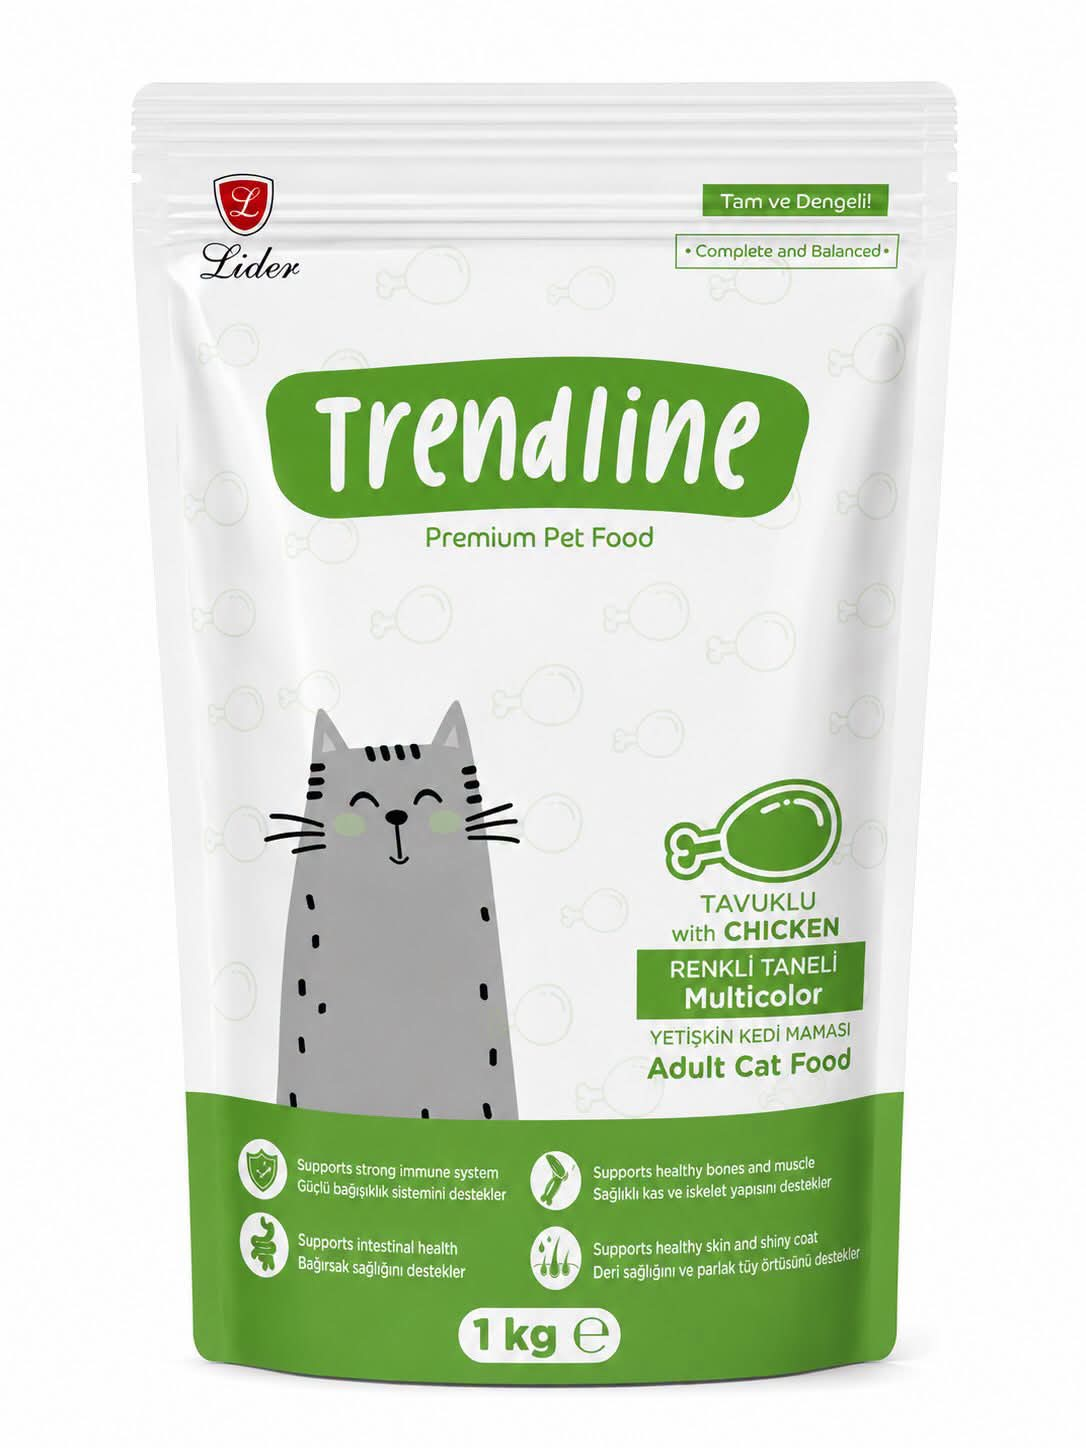 L
Lider
Tam ve Dengeli!
• Complete and Balanced •
Trendline
Premium Pet Food
TAVUKLU
with CHICKEN
RENKLİ TANELİ
Multicolor
YETİŞKİN KEDİ MAMASI
Adult Cat Food
Supports strong immune system
Güçlü bağışıklık sistemini destekler
Supports healthy bones and muscle
Sağlıklı kas ve iskelet yapısını destekler
Supports intestinal health
Bağırsak sağlığını destekler
Supports healthy skin and shiny coat
Deri sağlığını ve parlak tüy örtüsünü destekler
1 kg ℮